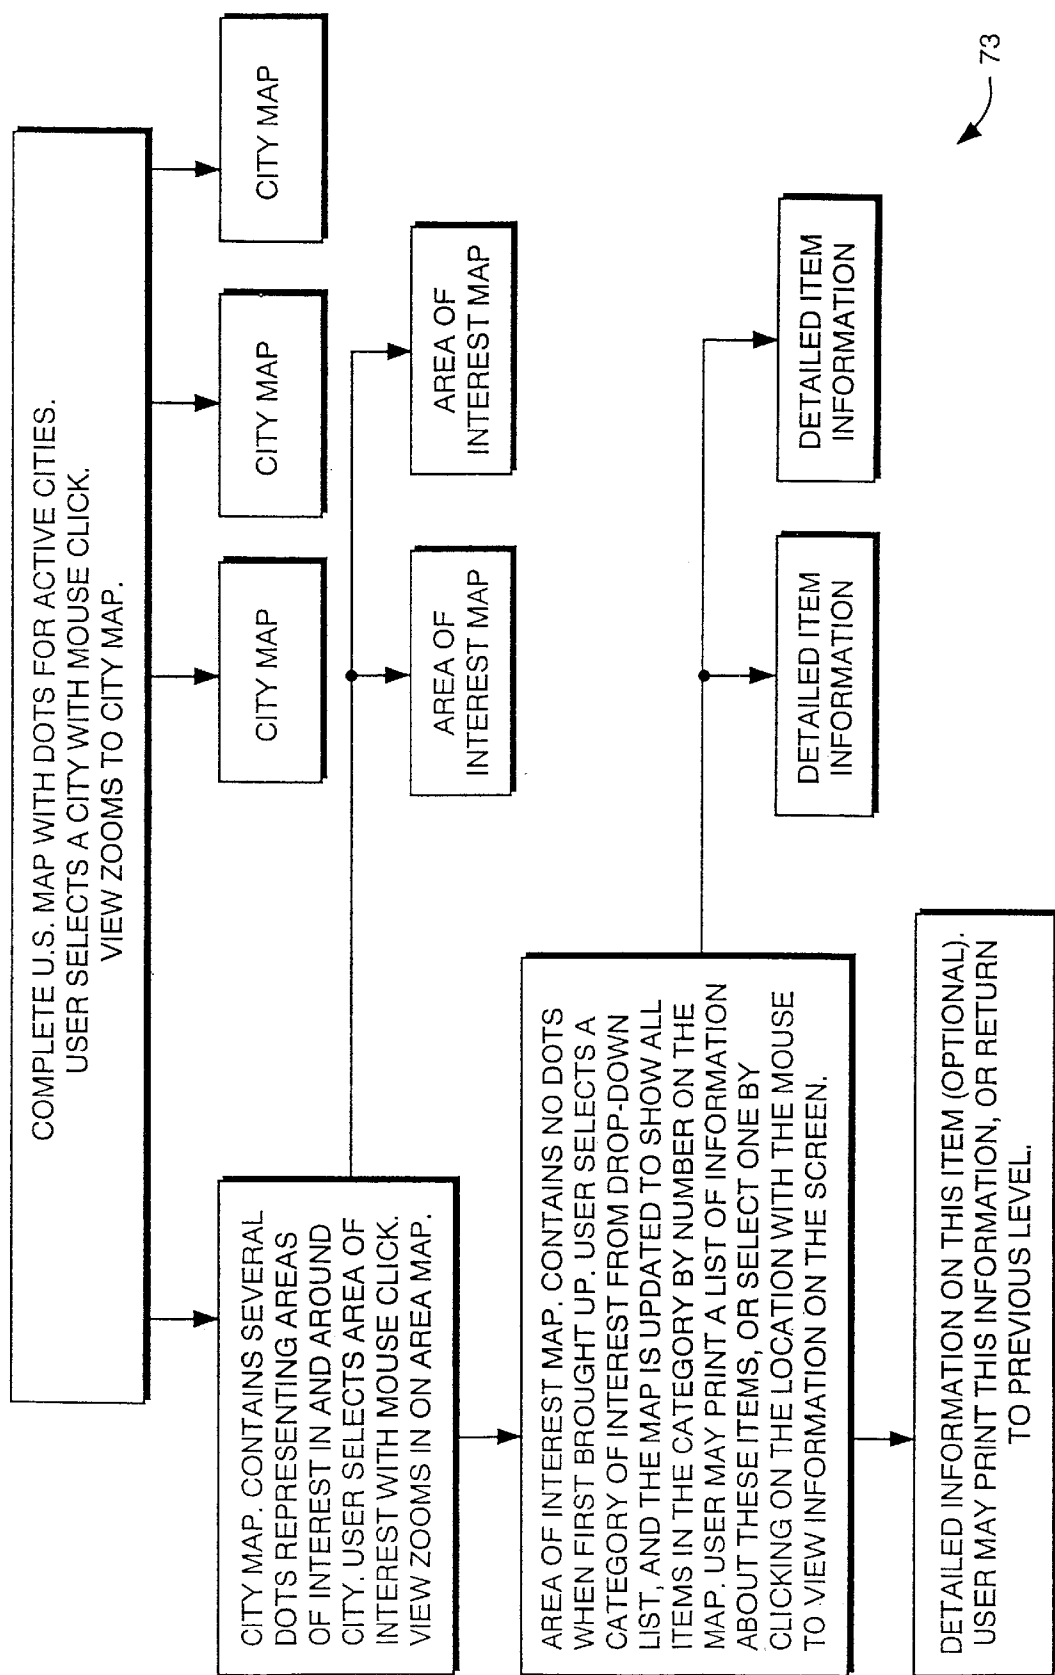 COMPLETE U.S. MAP WITH DOTS FOR ACTIVE CITIES.
USER SELECTS A CITY WITH MOUSE CLICK.
VIEW ZOOMS TO CITY MAP.
CITY MAP. CONTAINS SEVERAL
DOTS REPRESENTING AREAS
OF INTEREST IN AND AROUND
CITY. USER SELECTS AREA OF
INTEREST WITH MOUSE CLICK.
VIEW ZOOMS IN ON AREA MAP.
CITY MAP
CITY MAP
CITY MAP
AREA OF
INTEREST MAP
AREA OF
INTEREST MAP
AREA OF INTEREST MAP. CONTAINS NO DOTS
WHEN FIRST BROUGHT UP. USER SELECTS A
CATEGORY OF INTEREST FROM DROP-DOWN
LIST, AND THE MAP IS UPDATED TO SHOW ALL
ITEMS IN THE CATEGORY BY NUMBER ON THE
MAP. USER MAY PRINT A LIST OF INFORMATION
ABOUT THESE ITEMS, OR SELECT ONE BY
CLICKING ON THE LOCATION WITH THE MOUSE
TO VIEW INFORMATION ON THE SCREEN.
DETAILED ITEM
INFORMATION
DETAILED ITEM
INFORMATION
DETAILED INFORMATION ON THIS ITEM (OPTIONAL).
USER MAY PRINT THIS INFORMATION, OR RETURN
TO PREVIOUS LEVEL.
73